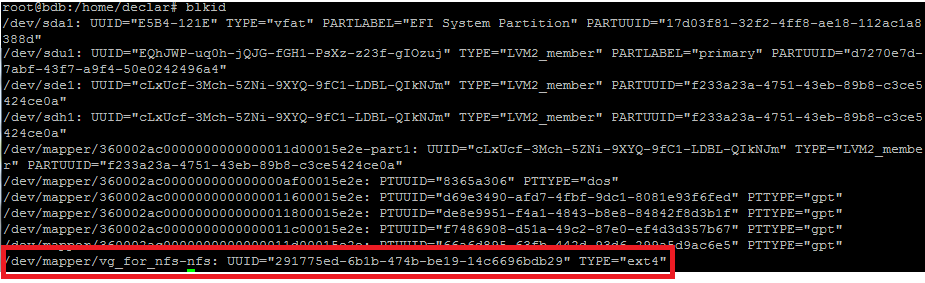 root@bdb:/home/declar# blkid
/dev/sda1: UUID="E5B4-121E" TYPE="vfat" PARTLABEL="EFI System Partition" PARTUUID="17d03f81-32f2-4ff8-ae18-112ac1a8
388d"
/dev/sdu1: UUID="EQhJWP-uq0h-jQJG-fGH1-PsXz-z23f-gIOzuj" TYPE="LVM2_member" PARTLABEL="primary" PARTUUID="d7270e7d-
7abf-43f7-a9f4-50e0242496a4"
/dev/sde1: UUID="cLxUcf-3Mch-5ZNi-9XYQ-9fC1-LDBL-QIkNJm" TYPE="LVM2_member" PARTUUID="f233a23a-4751-43eb-89b8-c3ce5
424ce0a"
/dev/sdh1: UUID="cLxUcf-3Mch-5ZNi-9XYQ-9fC1-LDBL-QIkNJm" TYPE="LVM2_member" PARTUUID="f233a23a-4751-43eb-89b8-c3ce5
424ce0a"
/dev/mapper/360002ac0000000000000011d00015e2e-part1: UUID="cLxUcf-3Mch-5ZNi-9XYQ-9fC1-LDBL-QIkNJm" TYPE="LVM2_membe
r" PARTUUID="f233a23a-4751-43eb-89b8-c3ce5424ce0a"
/dev/mapper/360002ac000000000000000af00015e2e: PTUUID="8365a306" PTTYPE="dos"
/dev/mapper/360002ac0000000000000011600015e2e: PTUUID="d69e3490-afd7-4fbf-9dc1-8081e93f6fed" PTTYPE="gpt"
/dev/mapper/360002ac0000000000000011800015e2e: PTUUID="de8e9951-f4a1-4843-b8e8-84842f8d3b1f" PTTYPE="gpt"
/dev/mapper/360002ac0000000000000011c00015e2e: PTUUID="f7486908-d51a-49c2-87e0-ef4d3d357b67" PTTYPE="gpt"
/dev/mapper/360002ac0000000000000011d00015e2e: PTTYPE="gpt"
/dev/mapper/vg_for_nfs-nfs: UUID="291775ed-6b1b-474b-be19-14c6696bdb29" TYPE="ext4"